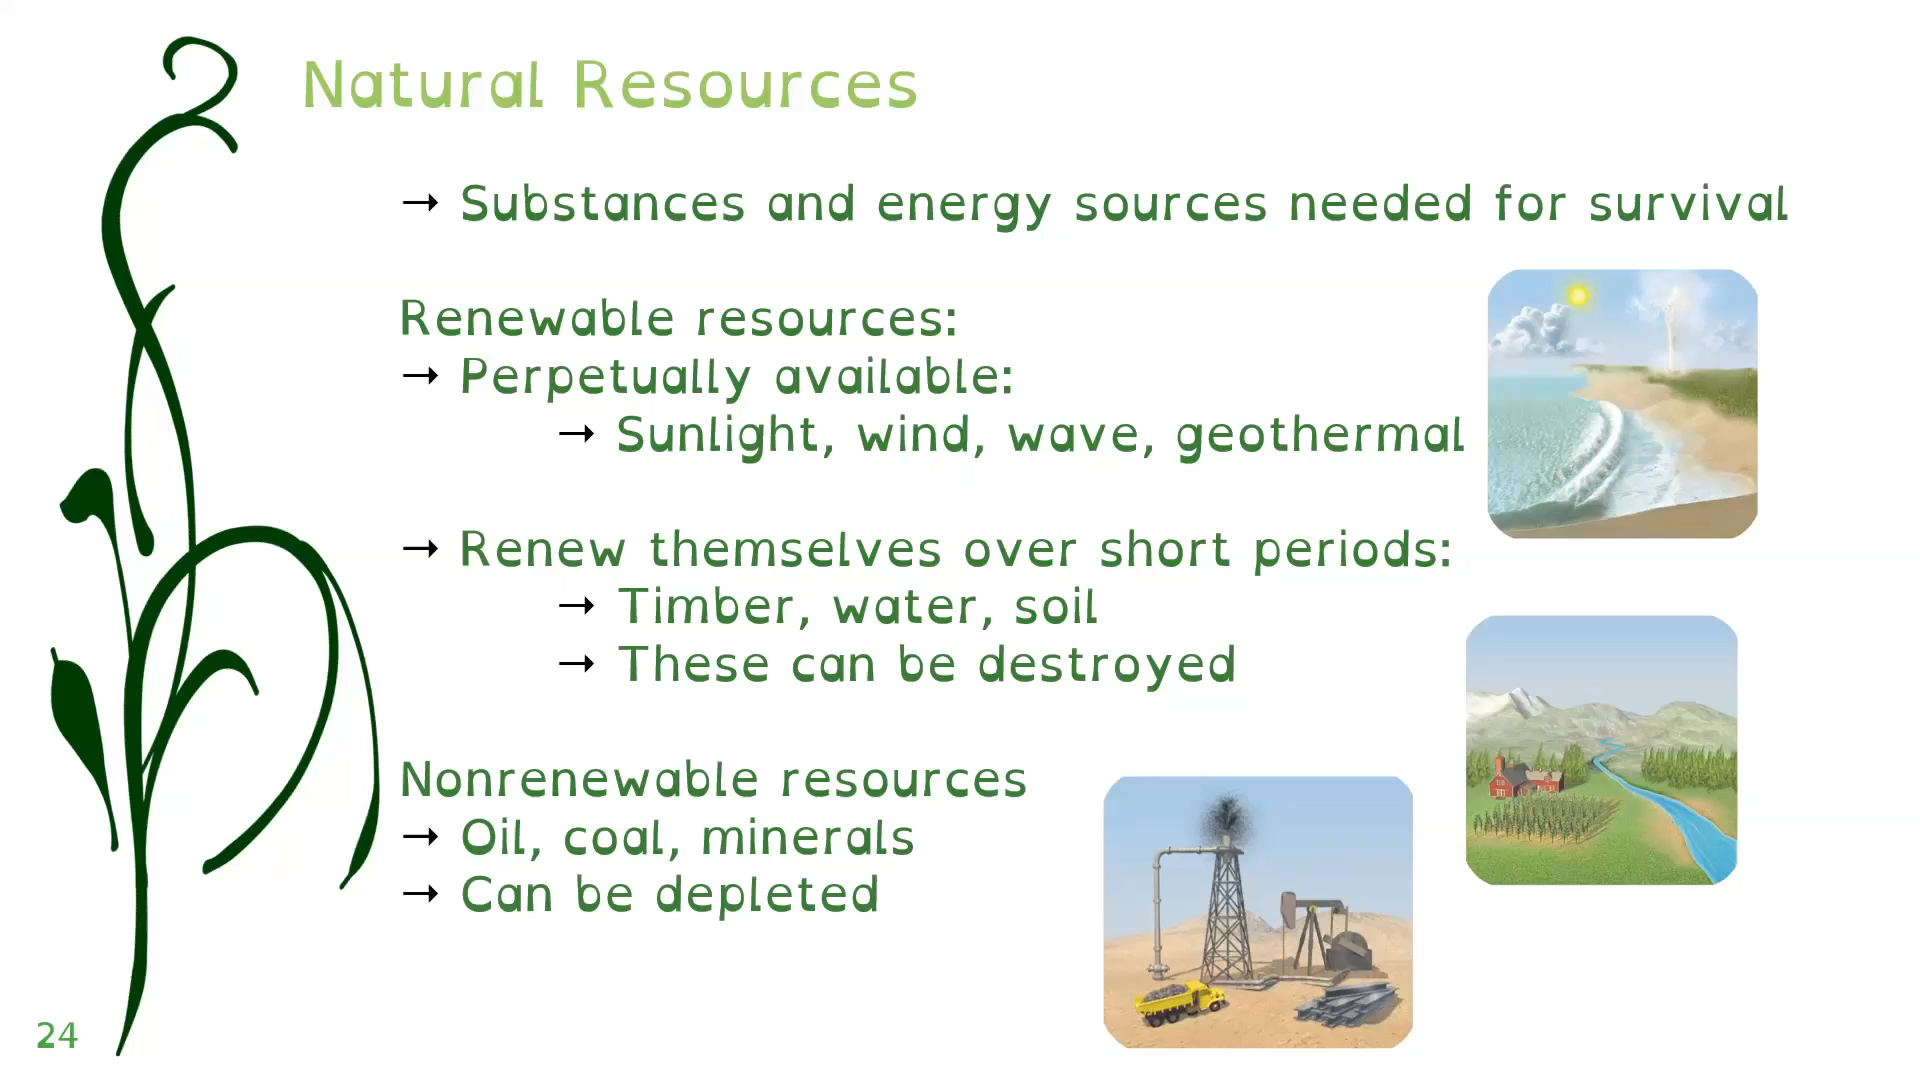 Natural Resources
→ Substances and energy sources needed for survival
Renewable resources:
→ Perpetually available:
→ Sunlight, wind, wave, geothermal
→ Renew themselves over short periods:
→ Timber, water, soil
→ These can be destroyed
Nonrenewable resources
→ Oil, coal, minerals
→ Can be depleted
24